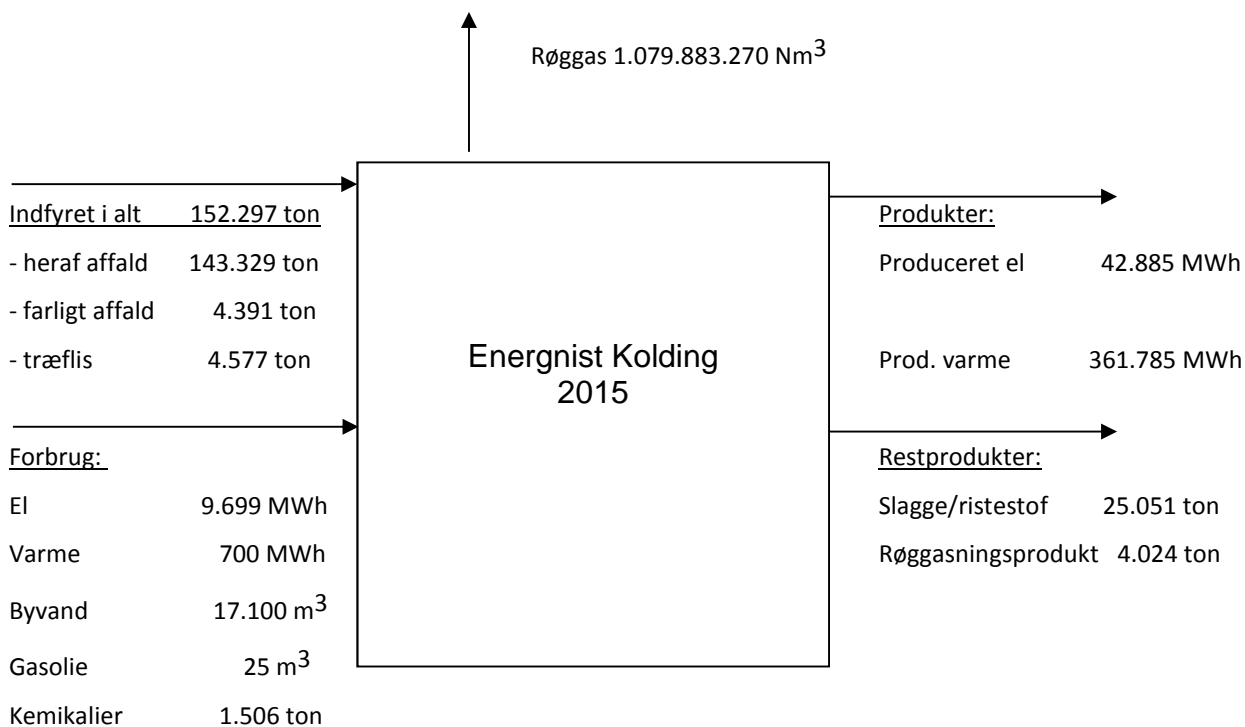 Røggas 1.079.883.270 Nm³
Indfyret i alt 152.297 ton
- heraf affald 143.329 ton
- farligt affald 4.391 ton
- træflis 4.577 ton
Forbrug:
El 9.699 MWh
Varme 700 MWh
Byvand 17.100 m³
Gasolie 25 m³
Kemikalier 1.506 ton
Energnist Kolding
2015
Produkter:
Produceret el 42.885 MWh
Prod. varme 361.785 MWh
Restprodukter:
Slagge/ristestof 25.051 ton
Røggasningsprodukt 4.024 ton